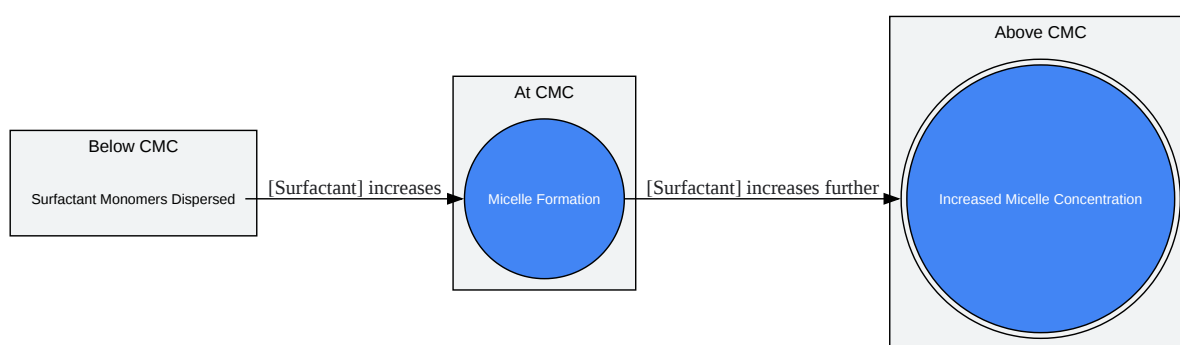 Below CMC
Surfactant Monomers Dispersed
[Surfactant] increases
At CMC
Micelle Formation
[Surfactant] increases further
Above CMC
Increased Micelle Concentration